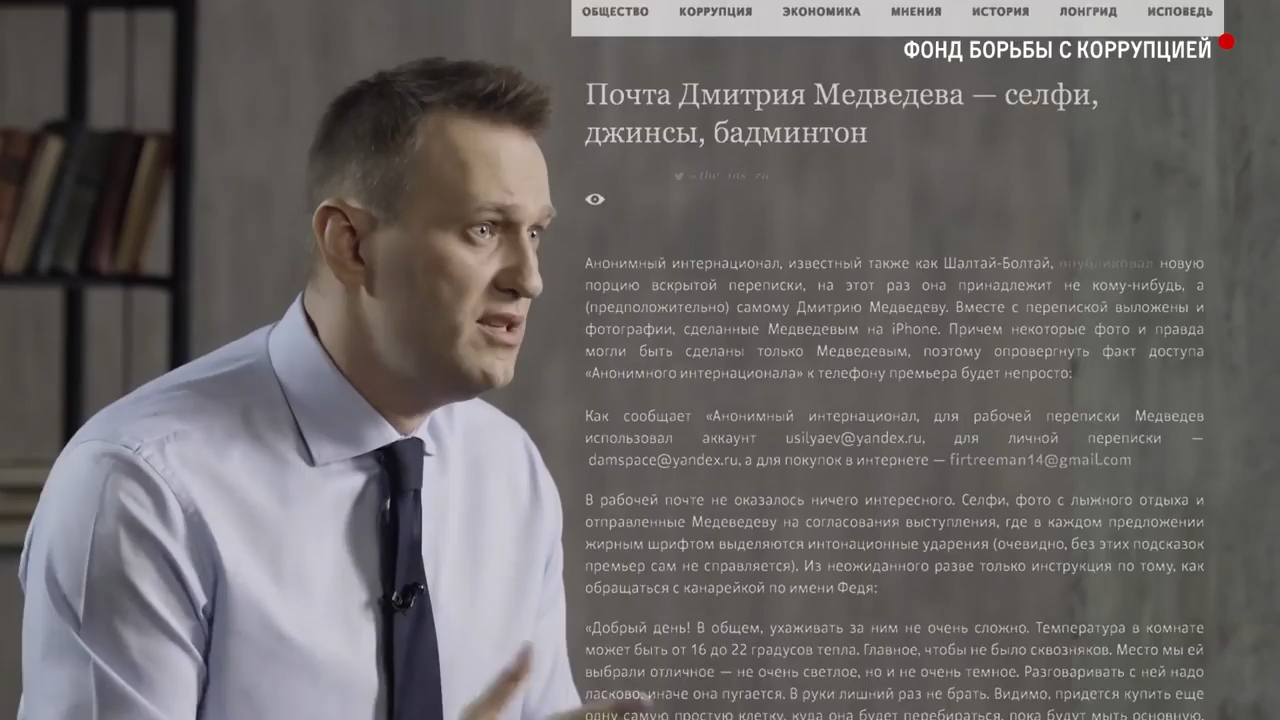 ОБЩЕСТВО КОРРУПЦИЯ ЭКОНОМИКА МНЕНИЯ ИСТОРИЯ ЛОНГРИД ИСПОВЕДЬ
ФОНД БОРЬБЫ С КОРРУПЦИЕЙ
Почта Дмитрия Медведева — селфи,
джинсы, бадминтон
@the_ins_ru
Анонимный интернационал, известный также как Шалтай-Болтай, опубликовал новую
порцию вскрытой переписки, на этот раз она принадлежит не кому-нибудь, а
(предположительно) самому Дмитрию Медведеву. Вместе с перепиской выложены и
фотографии, сделанные Медведевым на iPhone. Причем некоторые фото и правда
могли быть сделаны только Медведевым, поэтому опровергнуть факт доступа
«Анонимного интернационала» к телефону премьера будет непросто:
Как сообщает «Анонимный интернационал, для рабочей переписки Медведев
использовал аккаунт usilyaev@yandex.ru, для личной переписки —
damspace@yandex.ru, а для покупок в интернете — firtreeman14@gmail.com
В рабочей почте не оказалось ничего интересного. Селфи, фото с лыжного отдыха и
отправленные Медеведеву на согласования выступления, где в каждом предложении
жирным шрифтом выделяются интонационные ударения (очевидно, без этих подсказок
премьер сам не справляется). Из неожиданного разве только инструкция по тому, как
обращаться с канарейкой по имени Федя:
«Добрый день! В общем, ухаживать за ним не очень сложно. Температура в комнате
может быть от 16 до 22 градусов тепла. Главное, чтобы не было сквозняков. Место мы ей
выбрали отличное — не очень светлое, но и не очень темное. Разговаривать с ней надо
ласково, иначе она пугается. В руки лишний раз не брать. Видимо, придется купить еще
одну самую простую клетку, куда она будет перебираться, пока будут мыть основную.